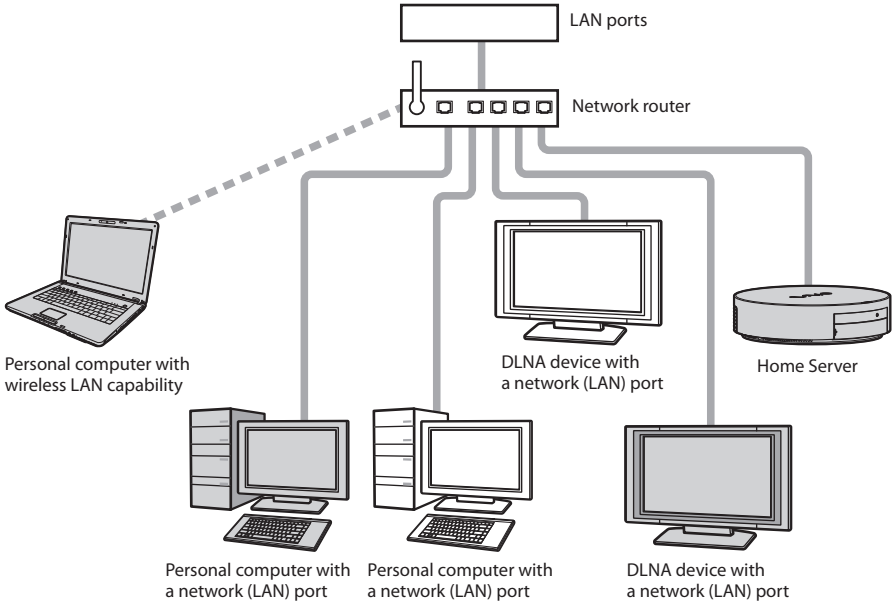 LAN ports
Network router
Personal computer with
wireless LAN capability
DLNA device with
a network (LAN) port
VAIO
Home Server
Personal computer with
a network (LAN) port
Personal computer with
a network (LAN) port
DLNA device with
a network (LAN) port